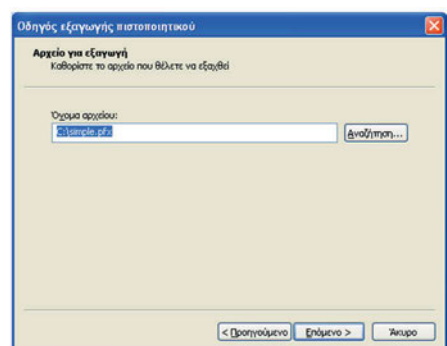 Οδηγός εξαγωγής πιστοποιητικού
Αρχείο για εξαγωγή
Καθορίστε το αρχείο που θέλετε να εξαχθεί
Όνομα αρχείου:
C:\simple.pfx
Αναζήτηση...
< Προηγούμενο
Επόμενο >
Άκυρο